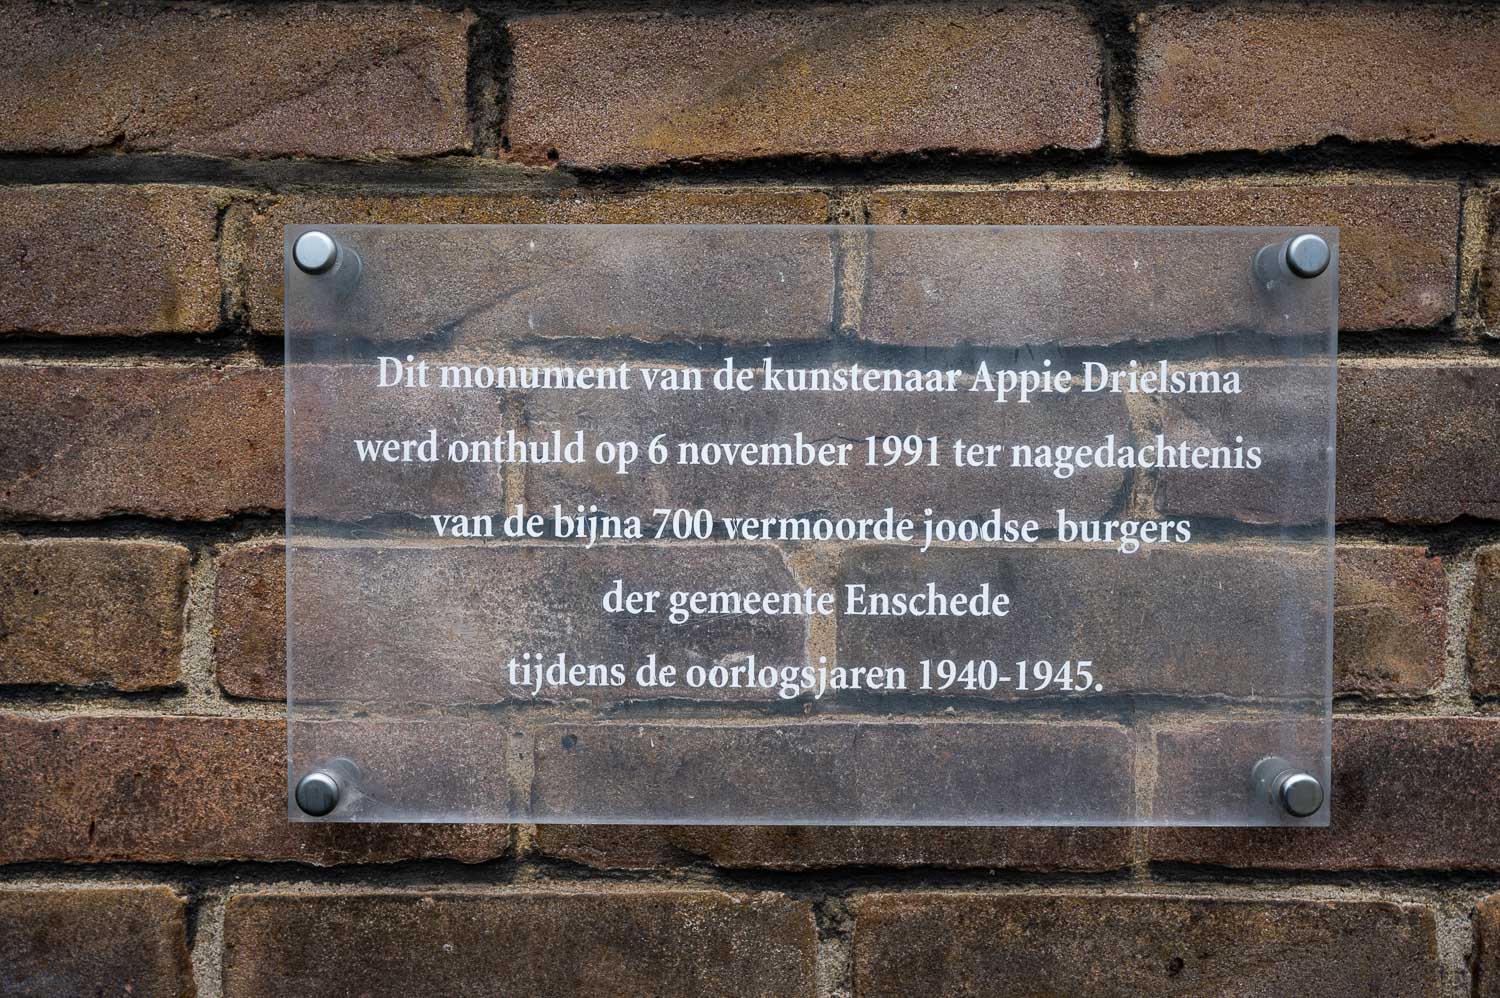 Dit monument van de kunstenaar Appie Drielsma
werd onthuld op 6 november 1991 ter nagedachtenis
van de bijna 700 vermoorde joodse burgers
der gemeente Enschede
tijdens de oorlogsjaren 1940-1945.